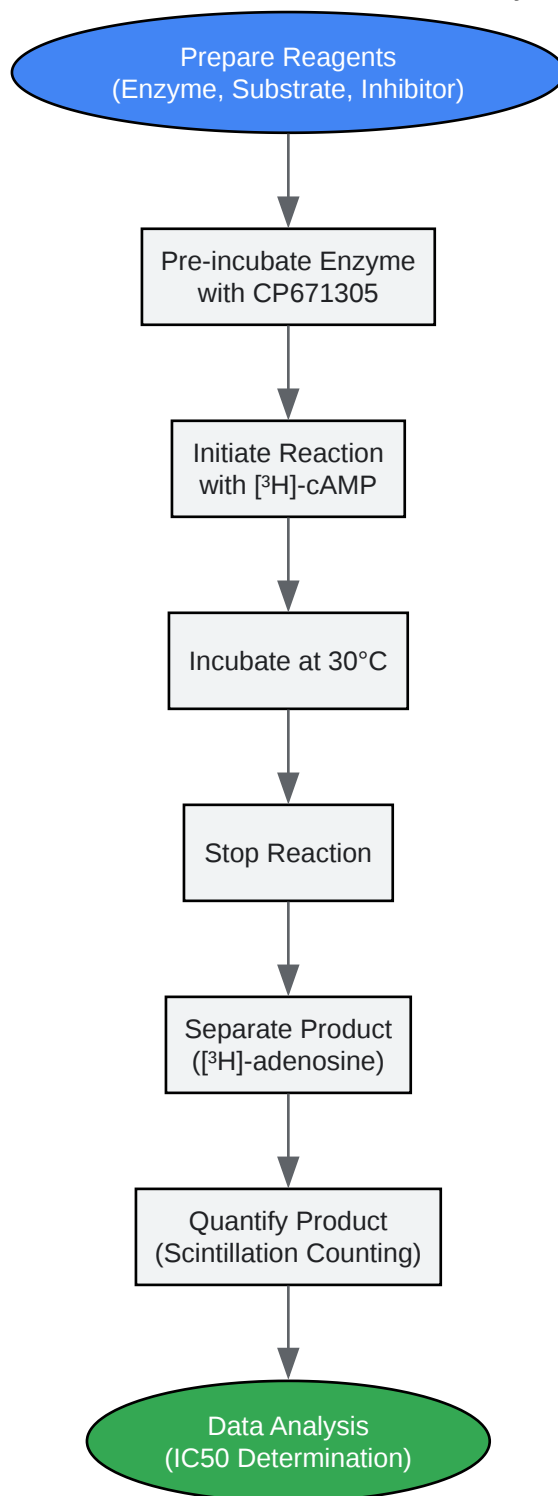 Prepare Reagents
(Enzyme, Substrate, Inhibitor)
Pre-incubate Enzyme
with CP671305
Initiate Reaction
with [³H]-cAMP
Incubate at 30°C
Stop Reaction
Separate Product
([³H]-adenosine)
Quantify Product
(Scintillation Counting)
Data Analysis
(IC50 Determination)